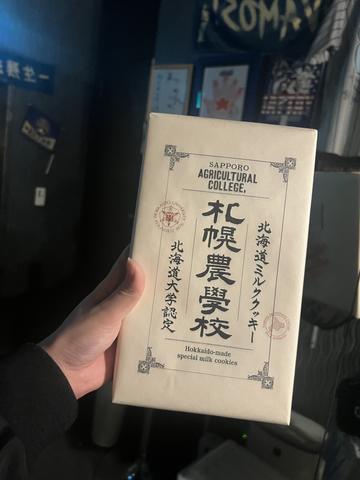 VAMOS!
SAPPORO
AGRICULTURAL
COLLEGE,
札幌農學校
北海道ミルククッキー
北海道大学認定
Hokkaido-made
special milk cookies